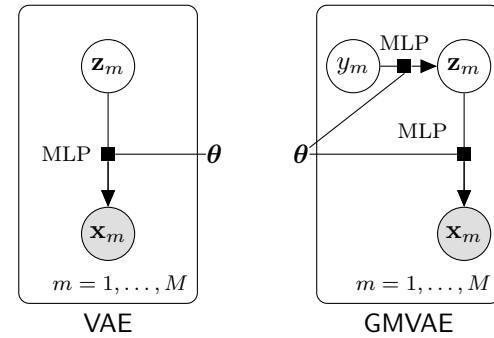 z_m
MLP
θ
x_m
m = 1, . . . , M
VAE
MLP
y_m
z_m
MLP
θ
x_m
m = 1, . . . , M
GMVAE